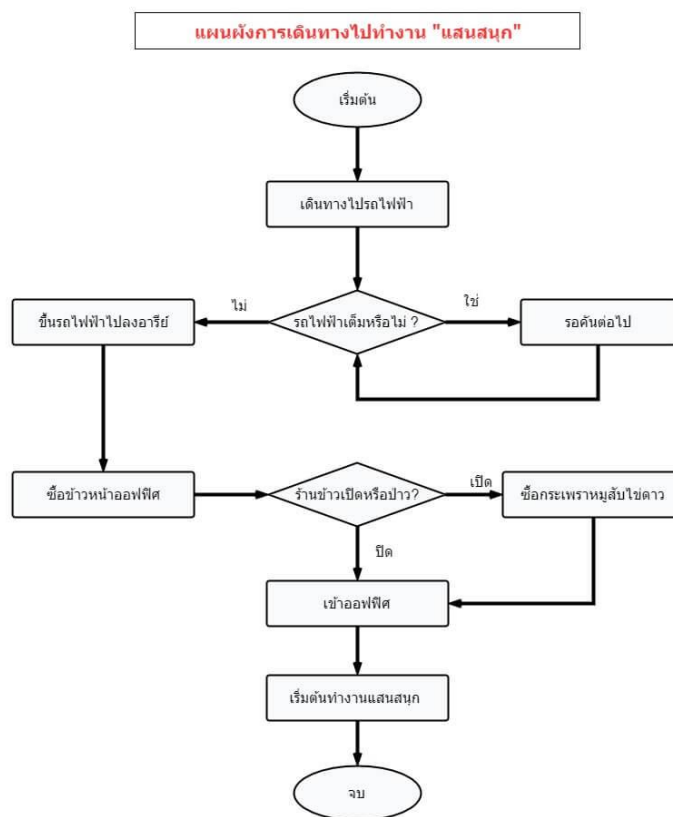 แผนผังการเดินทางไปทำงาน "แสนสนุก"
เริ่มต้น
เดินทางไปรถไฟฟ้า
รถไฟฟ้าเต็มหรือไม่ ?
ไม่
ใช่
ขึ้นรถไฟฟ้าไปลงอารีย์
รอคันต่อไป
ซื้อข้าวหน้าออฟฟิศ
ร้านข้าวเปิดหรือป่าว?
เปิด
ซื้อกระเพราหมูสับไข่ดาว
ปิด
เข้าออฟฟิศ
เริ่มต้นทำงานแสนสนุก
จบ